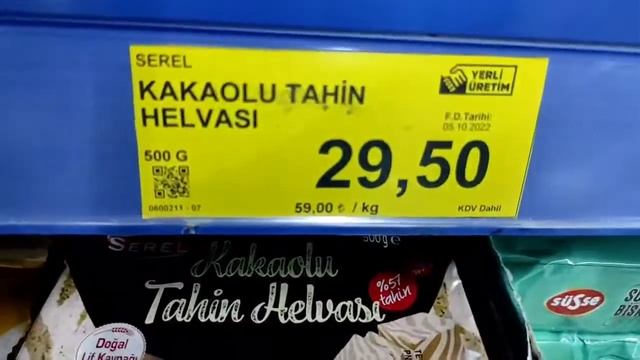 SEREL
KAKAOLU TAHİN
HELVASI
YERLİ
ÜRETİM
F.D. Tarihi:
05.10.2022
500 G
29,50
0600211 - 07
59,00 ₺ / kg
KDV Dahil
SEREL
500g e
Kakaolu
Tahin Helvası
%57
tahin
Doğal
Lif Kaynağı
süsse